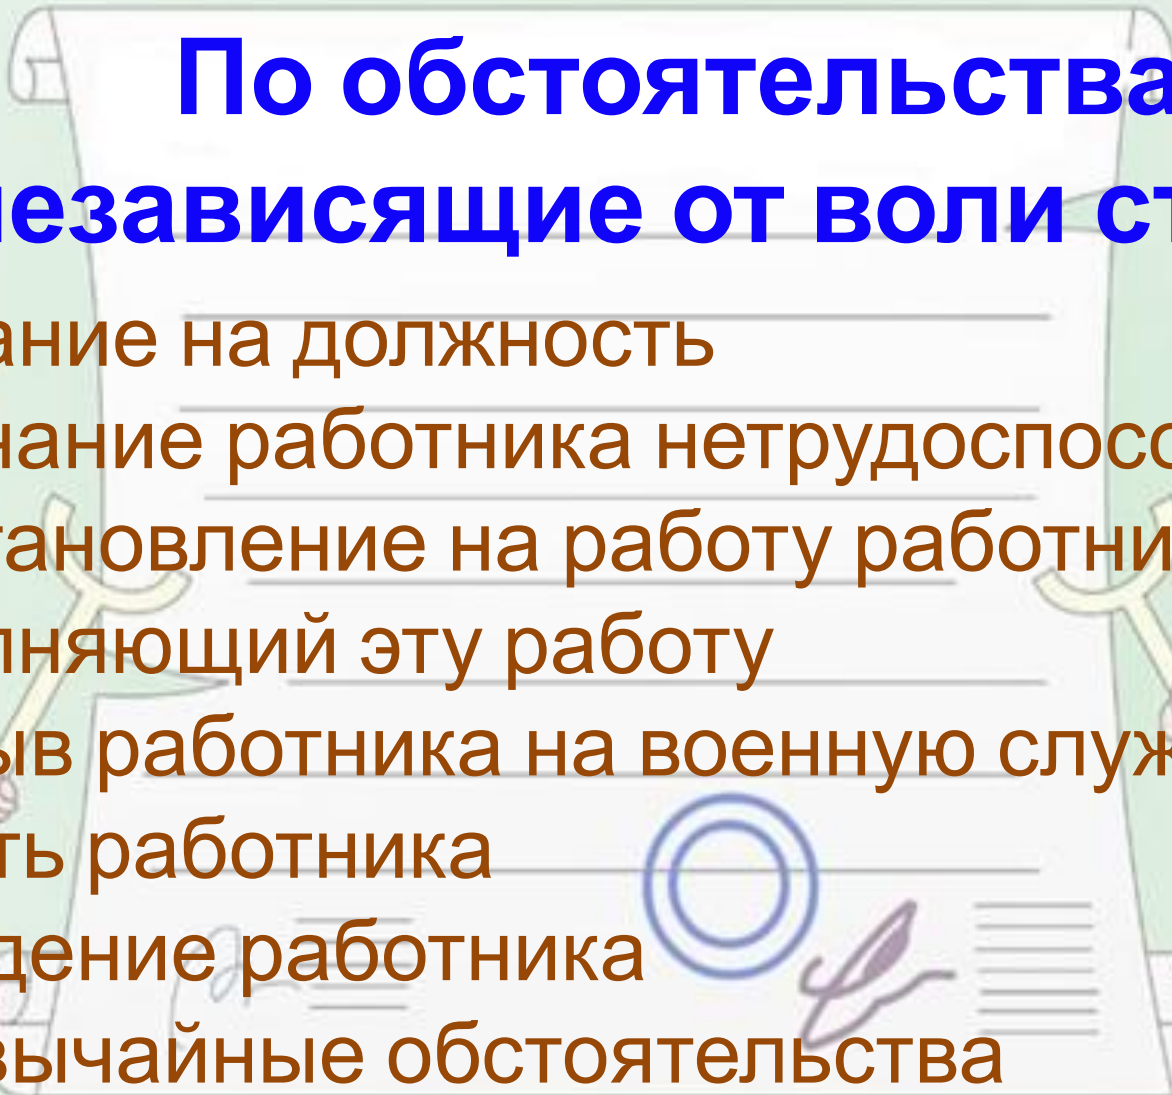 По обстоятельства
независящие от воли ст
ание на должность
нание работника нетрудоспосо
тановление на работу работни
лняющий эту работу
ыв работника на военную служ
ть работника
дение работника
вычайные обстоятельства